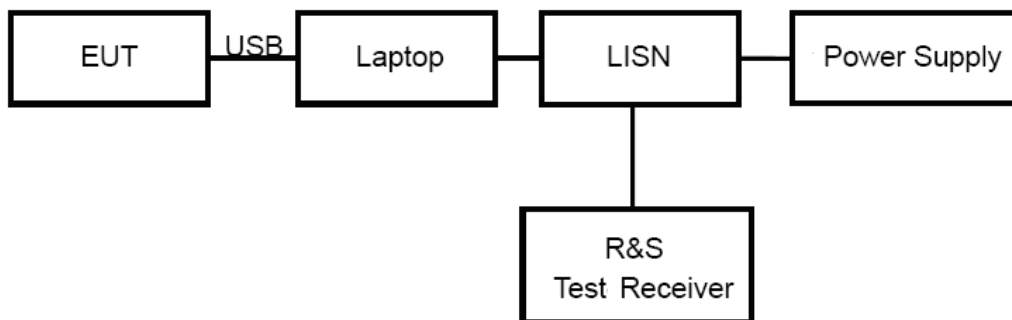 EUT
USB
Laptop
LISN
Power Supply
R&S
Test Receiver